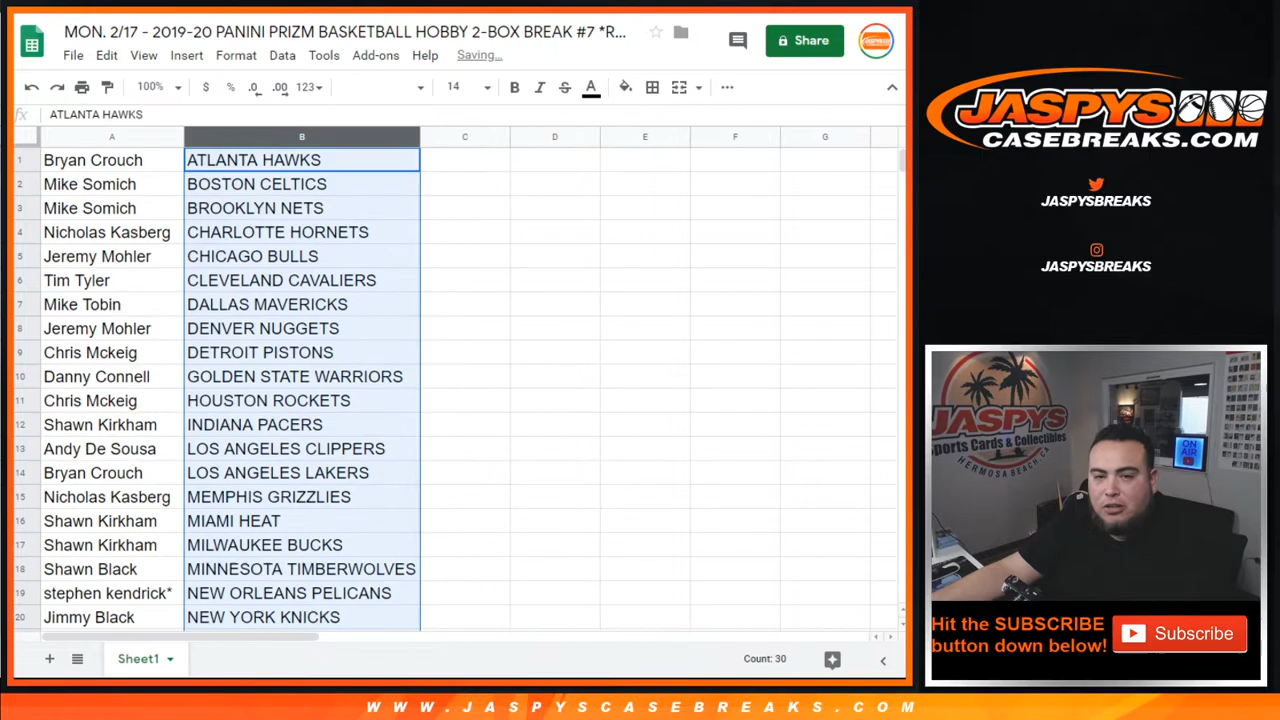 MON. 2/17 - 2019-20 PANINI PRIZM BASKETBALL HOBBY 2-BOX BREAK #7 *R...
Share
File Edit View Insert Format Data Tools Add-ons Help Saving...
100% $ % .0 .00 123 14 B I S A
fx ATLANTA HAWKS
A B C D E F G
1 Bryan Crouch ATLANTA HAWKS
2 Mike Somich BOSTON CELTICS
3 Mike Somich BROOKLYN NETS
4 Nicholas Kasberg CHARLOTTE HORNETS
5 Jeremy Mohler CHICAGO BULLS
6 Tim Tyler CLEVELAND CAVALIERS
7 Mike Tobin DALLAS MAVERICKS
8 Jeremy Mohler DENVER NUGGETS
9 Chris Mckeig DETROIT PISTONS
10 Danny Connell GOLDEN STATE WARRIORS
11 Chris Mckeig HOUSTON ROCKETS
12 Shawn Kirkham INDIANA PACERS
13 Andy De Sousa LOS ANGELES CLIPPERS
14 Bryan Crouch LOS ANGELES LAKERS
15 Nicholas Kasberg MEMPHIS GRIZZLIES
16 Shawn Kirkham MIAMI HEAT
17 Shawn Kirkham MILWAUKEE BUCKS
18 Shawn Black MINNESOTA TIMBERWOLVES
19 stephen kendrick* NEW ORLEANS PELICANS
20 Jimmy Black NEW YORK KNICKS
Sheet1
Count: 30
JASPYS
CASEBREAKS.COM
JASPYSBREAKS
JASPYSBREAKS
JASPYS
Sports Cards & Collectibles
HERMOSA BEACH, CA
ON
AIR
Hit the SUBSCRIBE
button down below!
Subscribe
WWW.JASPYSCASEBREAKS.COM